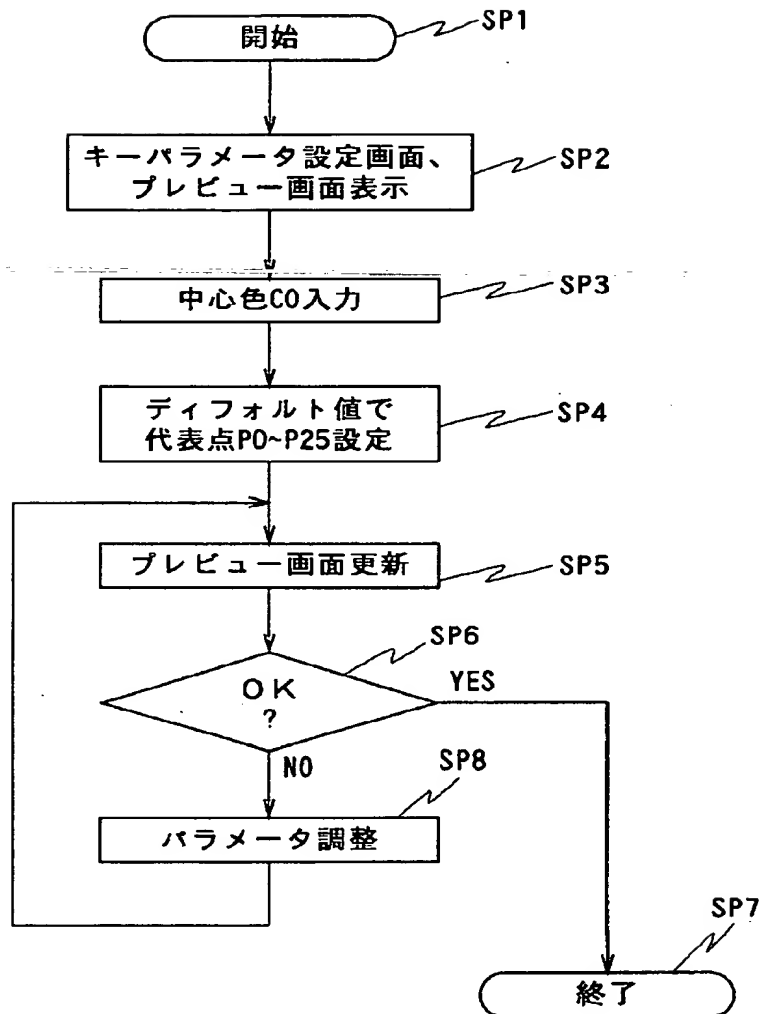 開始
SP1
キーパラメータ設定画面、
プレビュー画面表示
SP2
中心色C0入力
SP3
ディフォルト値で
代表点P0~P25設定
SP4
プレビュー画面更新
SP5
SP6
OK
?
YES
NO
SP8
パラメータ調整
SP7
終了